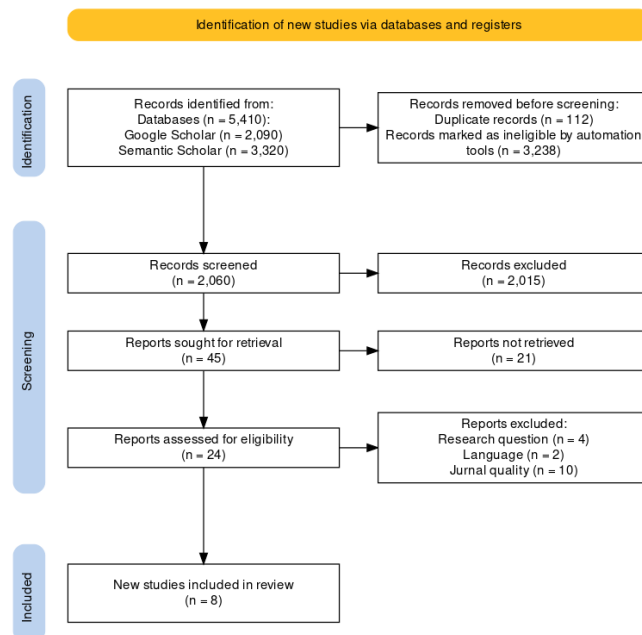 Identification of new studies via databases and registers
Identification
Records identified from:
Databases (n = 5,410):
Google Scholar (n = 2,090)
Semantic Scholar (n = 3,320)
Records removed before screening:
Duplicate records (n = 112)
Records marked as ineligible by automation
tools (n = 3,238)
Screening
Records screened
(n = 2,060)
Records excluded
(n = 2,015)
Reports sought for retrieval
(n = 45)
Reports not retrieved
(n = 21)
Reports assessed for eligibility
(n = 24)
Reports excluded:
Research question (n = 4)
Language (n = 2)
Jurnal quality (n = 10)
Included
New studies included in review
(n = 8)